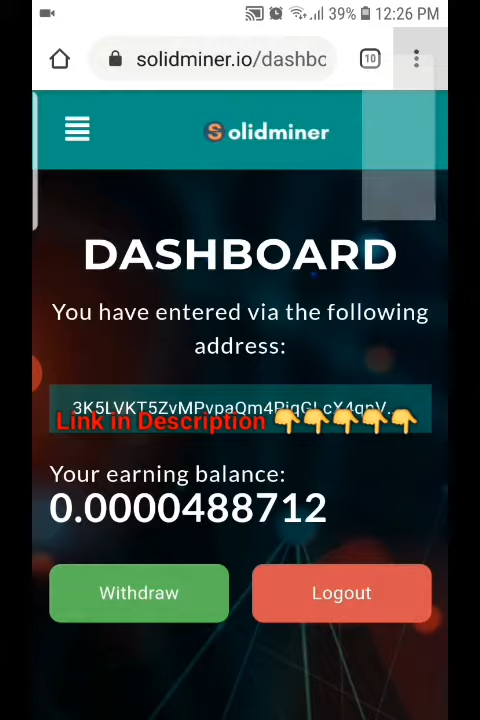 39% 12:26 PM
solidminer.io/dashbc
10
Solidminer
DASHBOARD
You have entered via the following
address:
Link in Description 👇👇👇👇👇
Your earning balance:
0.0000488712
Withdraw Logout